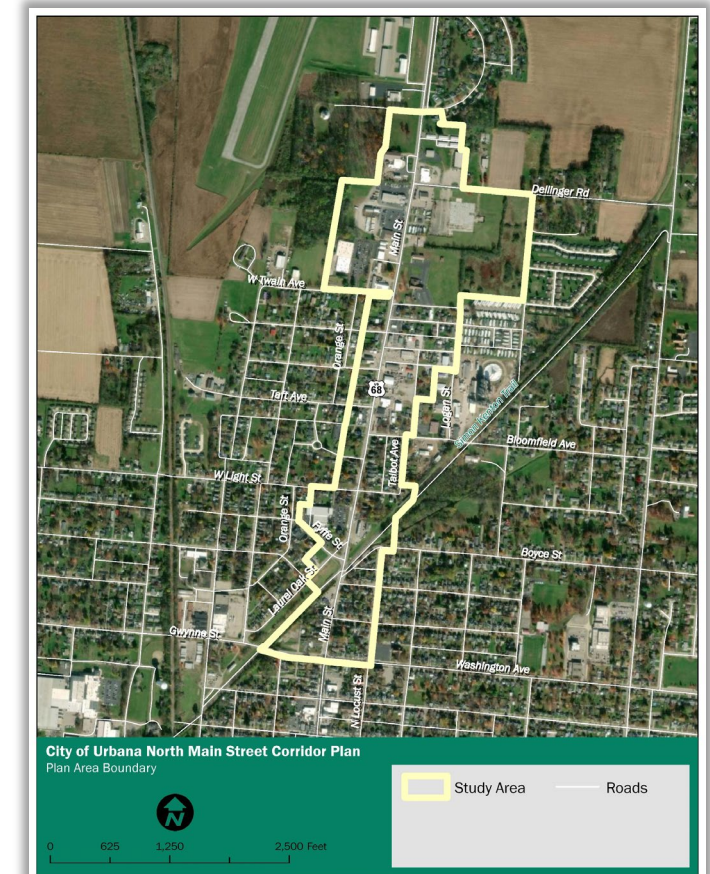 Dellinger Rd
Main St
W Twain Ave
Orange St
68
Taft Ave
Logan St
Simon Kenton Trail
Bloomfield Ave
Talbot Ave
W Light St
Orange St
Fyffe St
Boyce St
Laurel Oak St
Gwynne St
Main St
Washington Ave
N Locust St
City of Urbana North Main Street Corridor Plan
Plan Area Boundary
N
0 625 1,250 2,500 Feet
Study Area
Roads